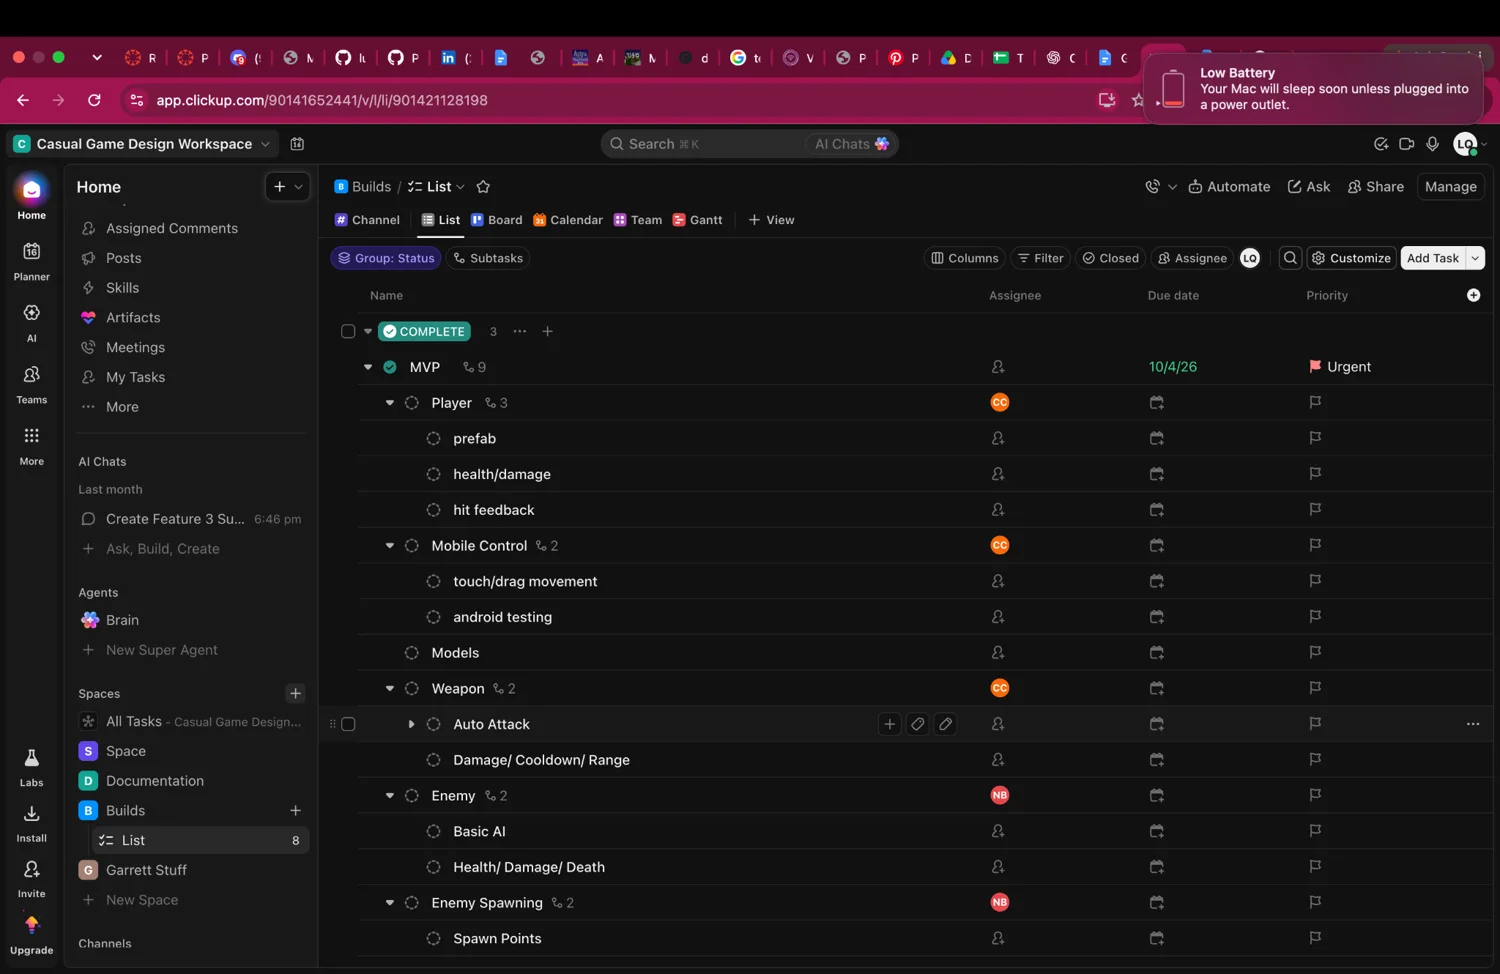 R
P
M
lu
P
A
M
d
V
P
P
D
T
C
G
Low Battery
Your Mac will sleep soon unless plugged into
a power outlet.
app.clickup.com/90141652441/v/l/li/901421128198
C Casual Game Design Workspace
Search ⌘ K
AI Chats
LQ
Home
Planner
AI
Teams
More
Labs
Install
Invite
Upgrade
Home
Assigned Comments
Posts
Skills
Artifacts
Meetings
My Tasks
More
AI Chats
Last month
Create Feature 3 Su... 6:46 pm
+ Ask, Build, Create
Agents
Brain
+ New Super Agent
Spaces
All Tasks - Casual Game Design...
S Space
D Documentation
B Builds
List 8
G Garrett Stuff
+ New Space
Channels
B Builds / List
Automate Ask Share Manage
# Channel List Board Calendar Team Gantt + View
Group: Status Subtasks Columns Filter Closed Assignee LQ Customize Add Task
Name Assignee Due date Priority
COMPLETE 3 ... +
MVP 9 10/4/26 Urgent
Player 3 CC
prefab
health/damage
hit feedback
Mobile Control 2 CC
touch/drag movement
android testing
Models
Weapon 2 CC
Auto Attack
Damage/ Cooldown/ Range
Enemy 2 NB
Basic AI
Health/ Damage/ Death
Enemy Spawning 2 NB
Spawn Points